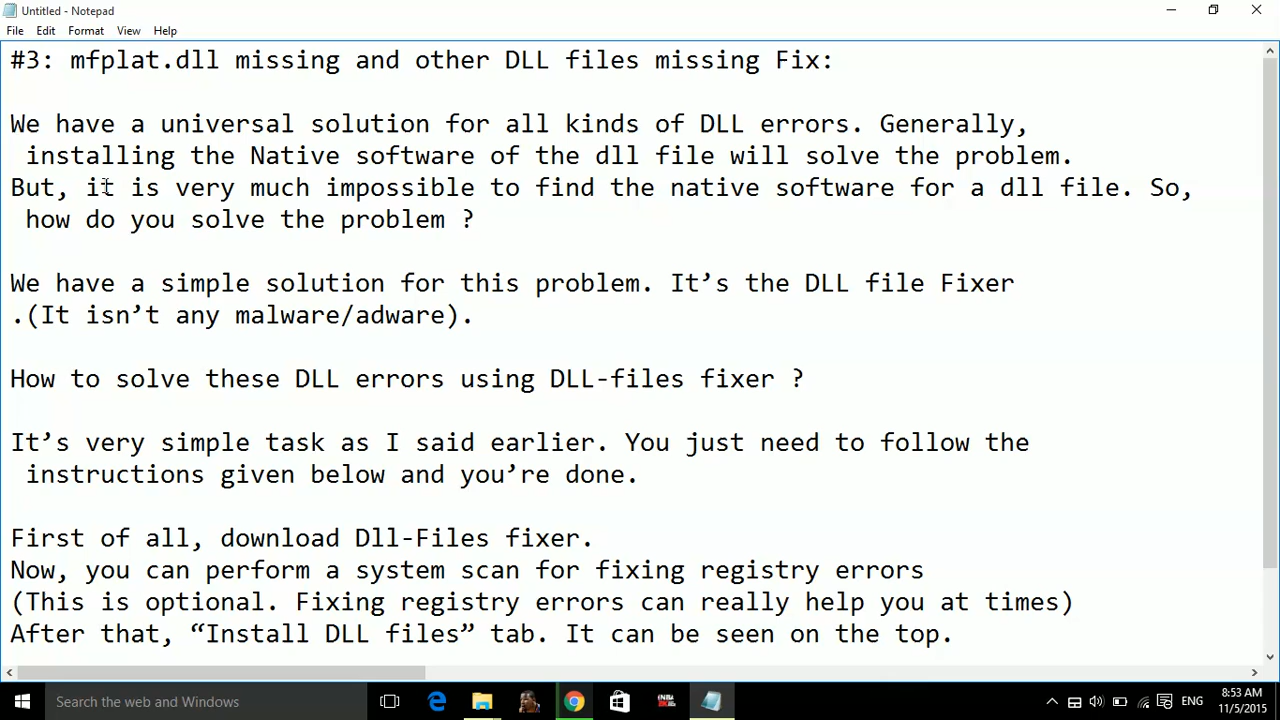 Untitled - Notepad
File Edit Format View Help
#3: mfplat.dll missing and other DLL files missing Fix:
We have a universal solution for all kinds of DLL errors. Generally,
installing the Native software of the dll file will solve the problem.
But, it is very much impossible to find the native software for a dll file. So,
how do you solve the problem ?
We have a simple solution for this problem. It’s the DLL file Fixer
.(It isn’t any malware/adware).
How to solve these DLL errors using DLL-files fixer ?
It’s very simple task as I said earlier. You just need to follow the
instructions given below and you’re done.
First of all, download Dll-Files fixer.
Now, you can perform a system scan for fixing registry errors
(This is optional. Fixing registry errors can really help you at times)
After that, “Install DLL files” tab. It can be seen on the top.
Search the web and Windows
ENG
8:53 AM
11/5/2015